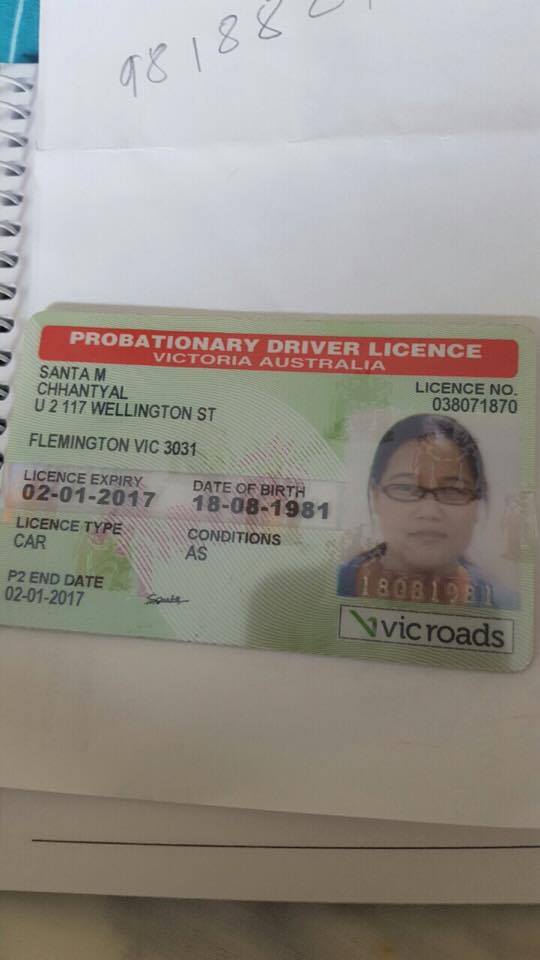 98188
PROBATIONARY DRIVER LICENCE
VICTORIA AUSTRALIA
SANTA M
CHHANTYAL
U 2 117 WELLINGTON ST
FLEMINGTON VIC 3031
LICENCE NO.
038071870
LICENCE EXPIRY
02-01-2017
DATE OF BIRTH
18-08-1981
LICENCE TYPE
CAR
CONDITIONS
AS
P2 END DATE
02-01-2017
18081981
vicroads